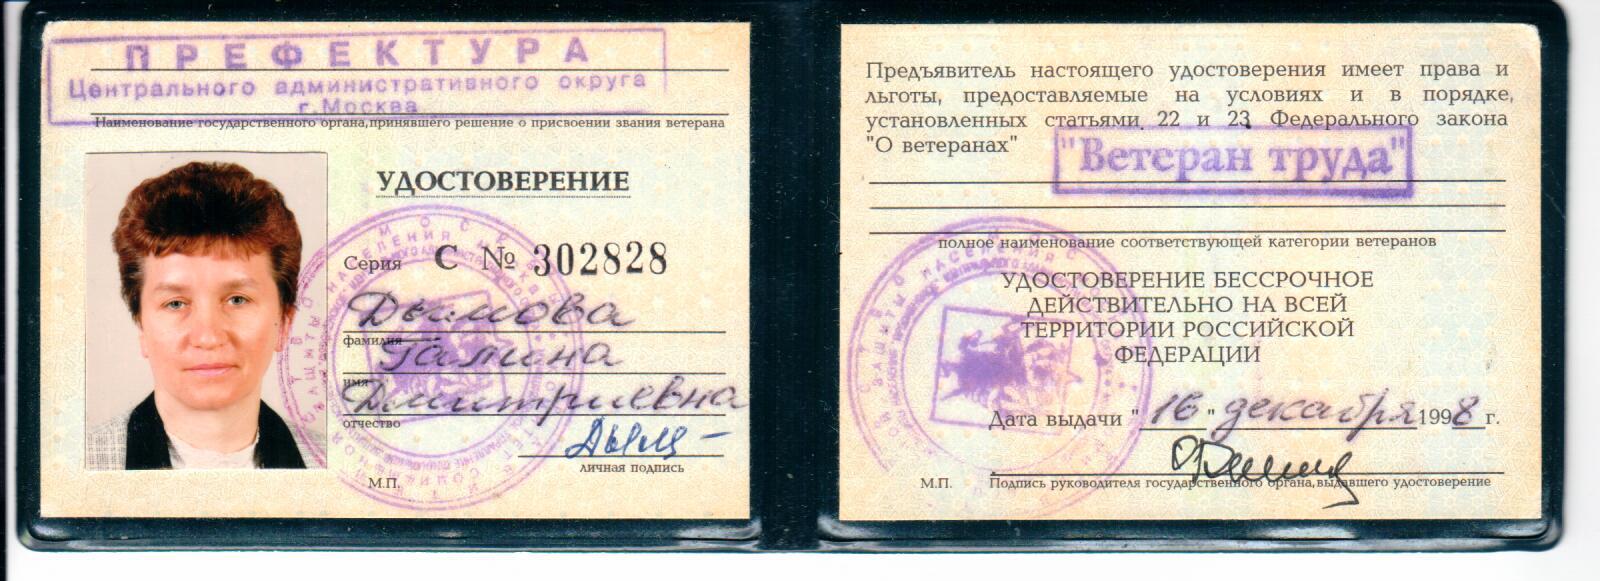 ПРЕФЕКТУРА
Центрального административного округа
г.Москва
Наименование государственного органа,принявшего решение о присвоении звания ветерана
УДОСТОВЕРЕНИЕ
Серия С № 302828
Дымова
фамилия
Галина
имя
Дмитриевна
отчество
личная подпись
М.П.
Предъявитель настоящего удостоверения имеет права и
льготы, предоставляемые на условиях и в порядке,
установленных статьями 22 и 23 Федерального закона
"О ветеранах"
"Ветеран труда"
полное наименование соответствующей категории ветеранов
УДОСТОВЕРЕНИЕ БЕССРОЧНОЕ
ДЕЙСТВИТЕЛЬНО НА ВСЕЙ
ТЕРРИТОРИИ РОССИЙСКОЙ
ФЕДЕРАЦИИ
Дата выдачи "16" декабря 1998 г.
М.П. Подпись руководителя государственного органа,выдавшего удостоверение